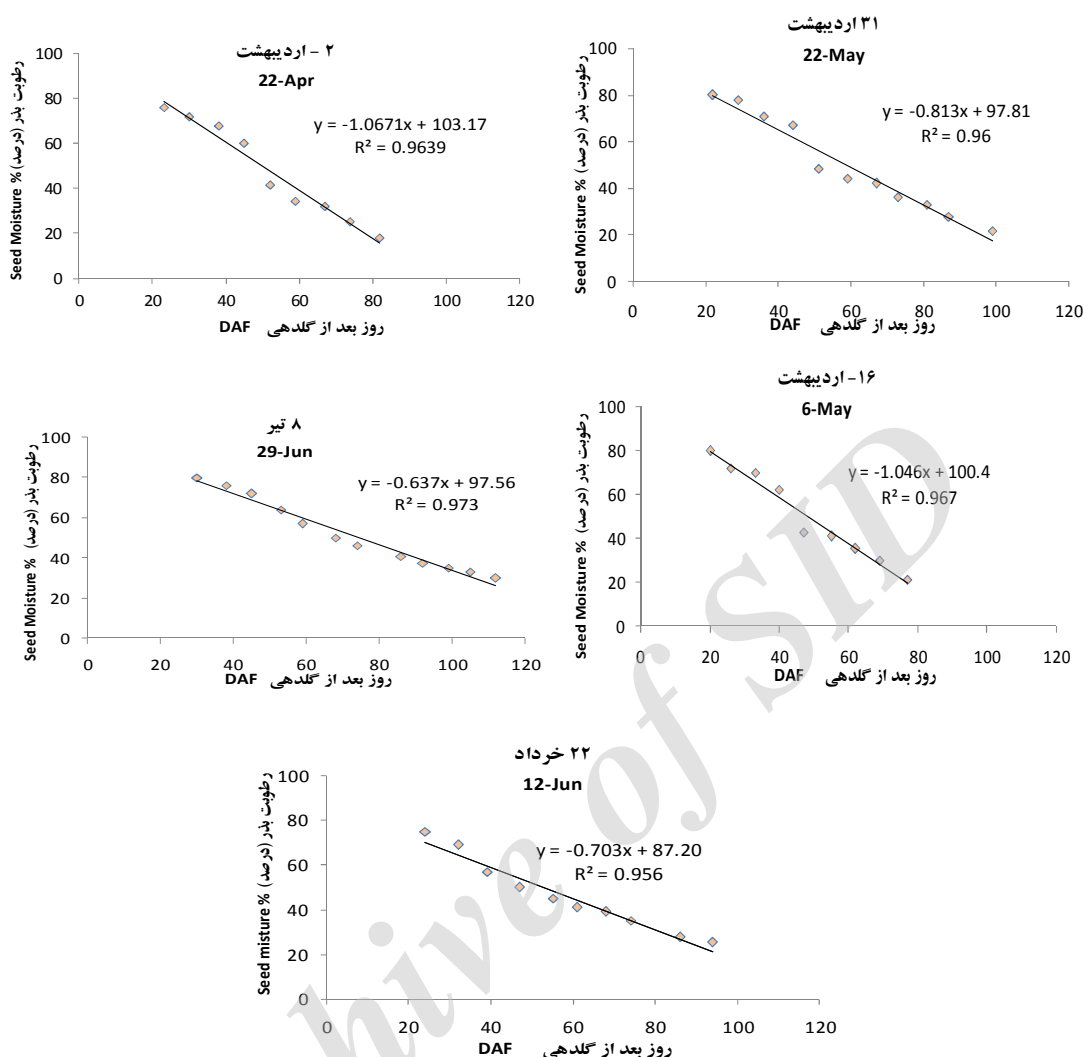 ۲ - اردیبهشت
22-Apr
رطوبت بذر (درصد) Seed Moisture %
100
80
60
40
20
0
y = -1.0671x + 103.17
R² = 0.9639
0 20 40 60 80 100 120
روز بعد از گلدهی DAF
۳۱ اردیبهشت
22-May
رطوبت بذر (درصد) Seed Moisture %
100
80
60
40
20
0
y = -0.813x + 97.81
R² = 0.96
0 20 40 60 80 100 120
روز بعد از گلدهی DAF
۸ تیر
29-Jun
رطوبت بذر (درصد) Seed Moisture %
100
80
60
40
20
0
y = -0.637x + 97.56
R² = 0.973
0 20 40 60 80 100 120
روز بعد از گلدهی DAF
۱۶- اردیبهشت
6-May
رطوبت بذر (درصد) Seed Moisture %
100
80
60
40
20
0
y = -1.046x + 100.4
R² = 0.967
0 20 40 60 80 100 120
روز بعد از گلدهی DAF
۲۲ خرداد
12-Jun
رطوبت بذر (درصد) Seed misture %
100
80
60
40
20
0
y = -0.703x + 87.20
R² = 0.956
0 20 40 60 80 100 120
روز بعد از گلدهی DAF
hive of SID